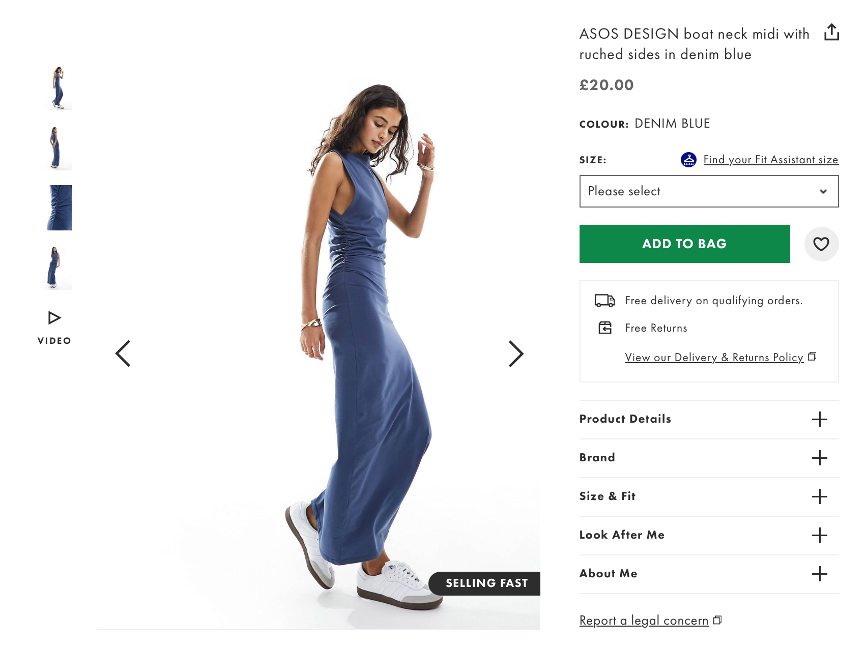 ASOS DESIGN boat neck midi with
ruched sides in denim blue
£20.00
COLOUR: DENIM BLUE
SIZE:
Find your Fit Assistant size
Please select
ADD TO BAG
Free delivery on qualifying orders.
Free Returns
View our Delivery & Returns Policy
VIDEO
Product Details
Brand
Size & Fit
Look After Me
About Me
SELLING FAST
Report a legal concern